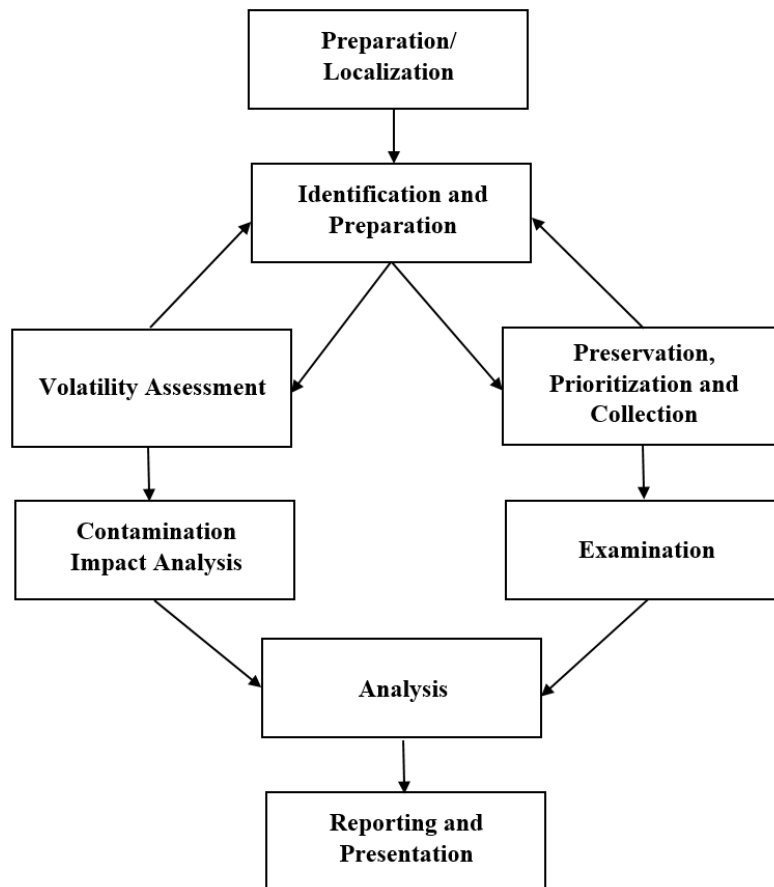 Preparation/
Localization
Identification and
Preparation
Volatility Assessment
Preservation,
Prioritization and
Collection
Contamination
Impact Analysis
Examination
Analysis
Reporting and
Presentation